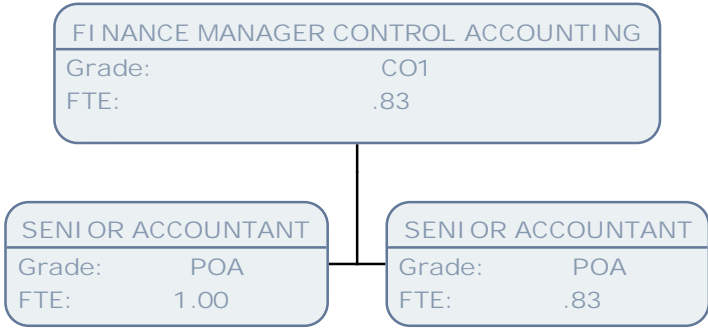 FINANCE MANAGER CONTROL ACCOUNTING
Grade: CO1
FTE: .83
SENIOR ACCOUNTANT
Grade: POA
FTE: 1.00
SENIOR ACCOUNTANT
Grade: POA
FTE: .83